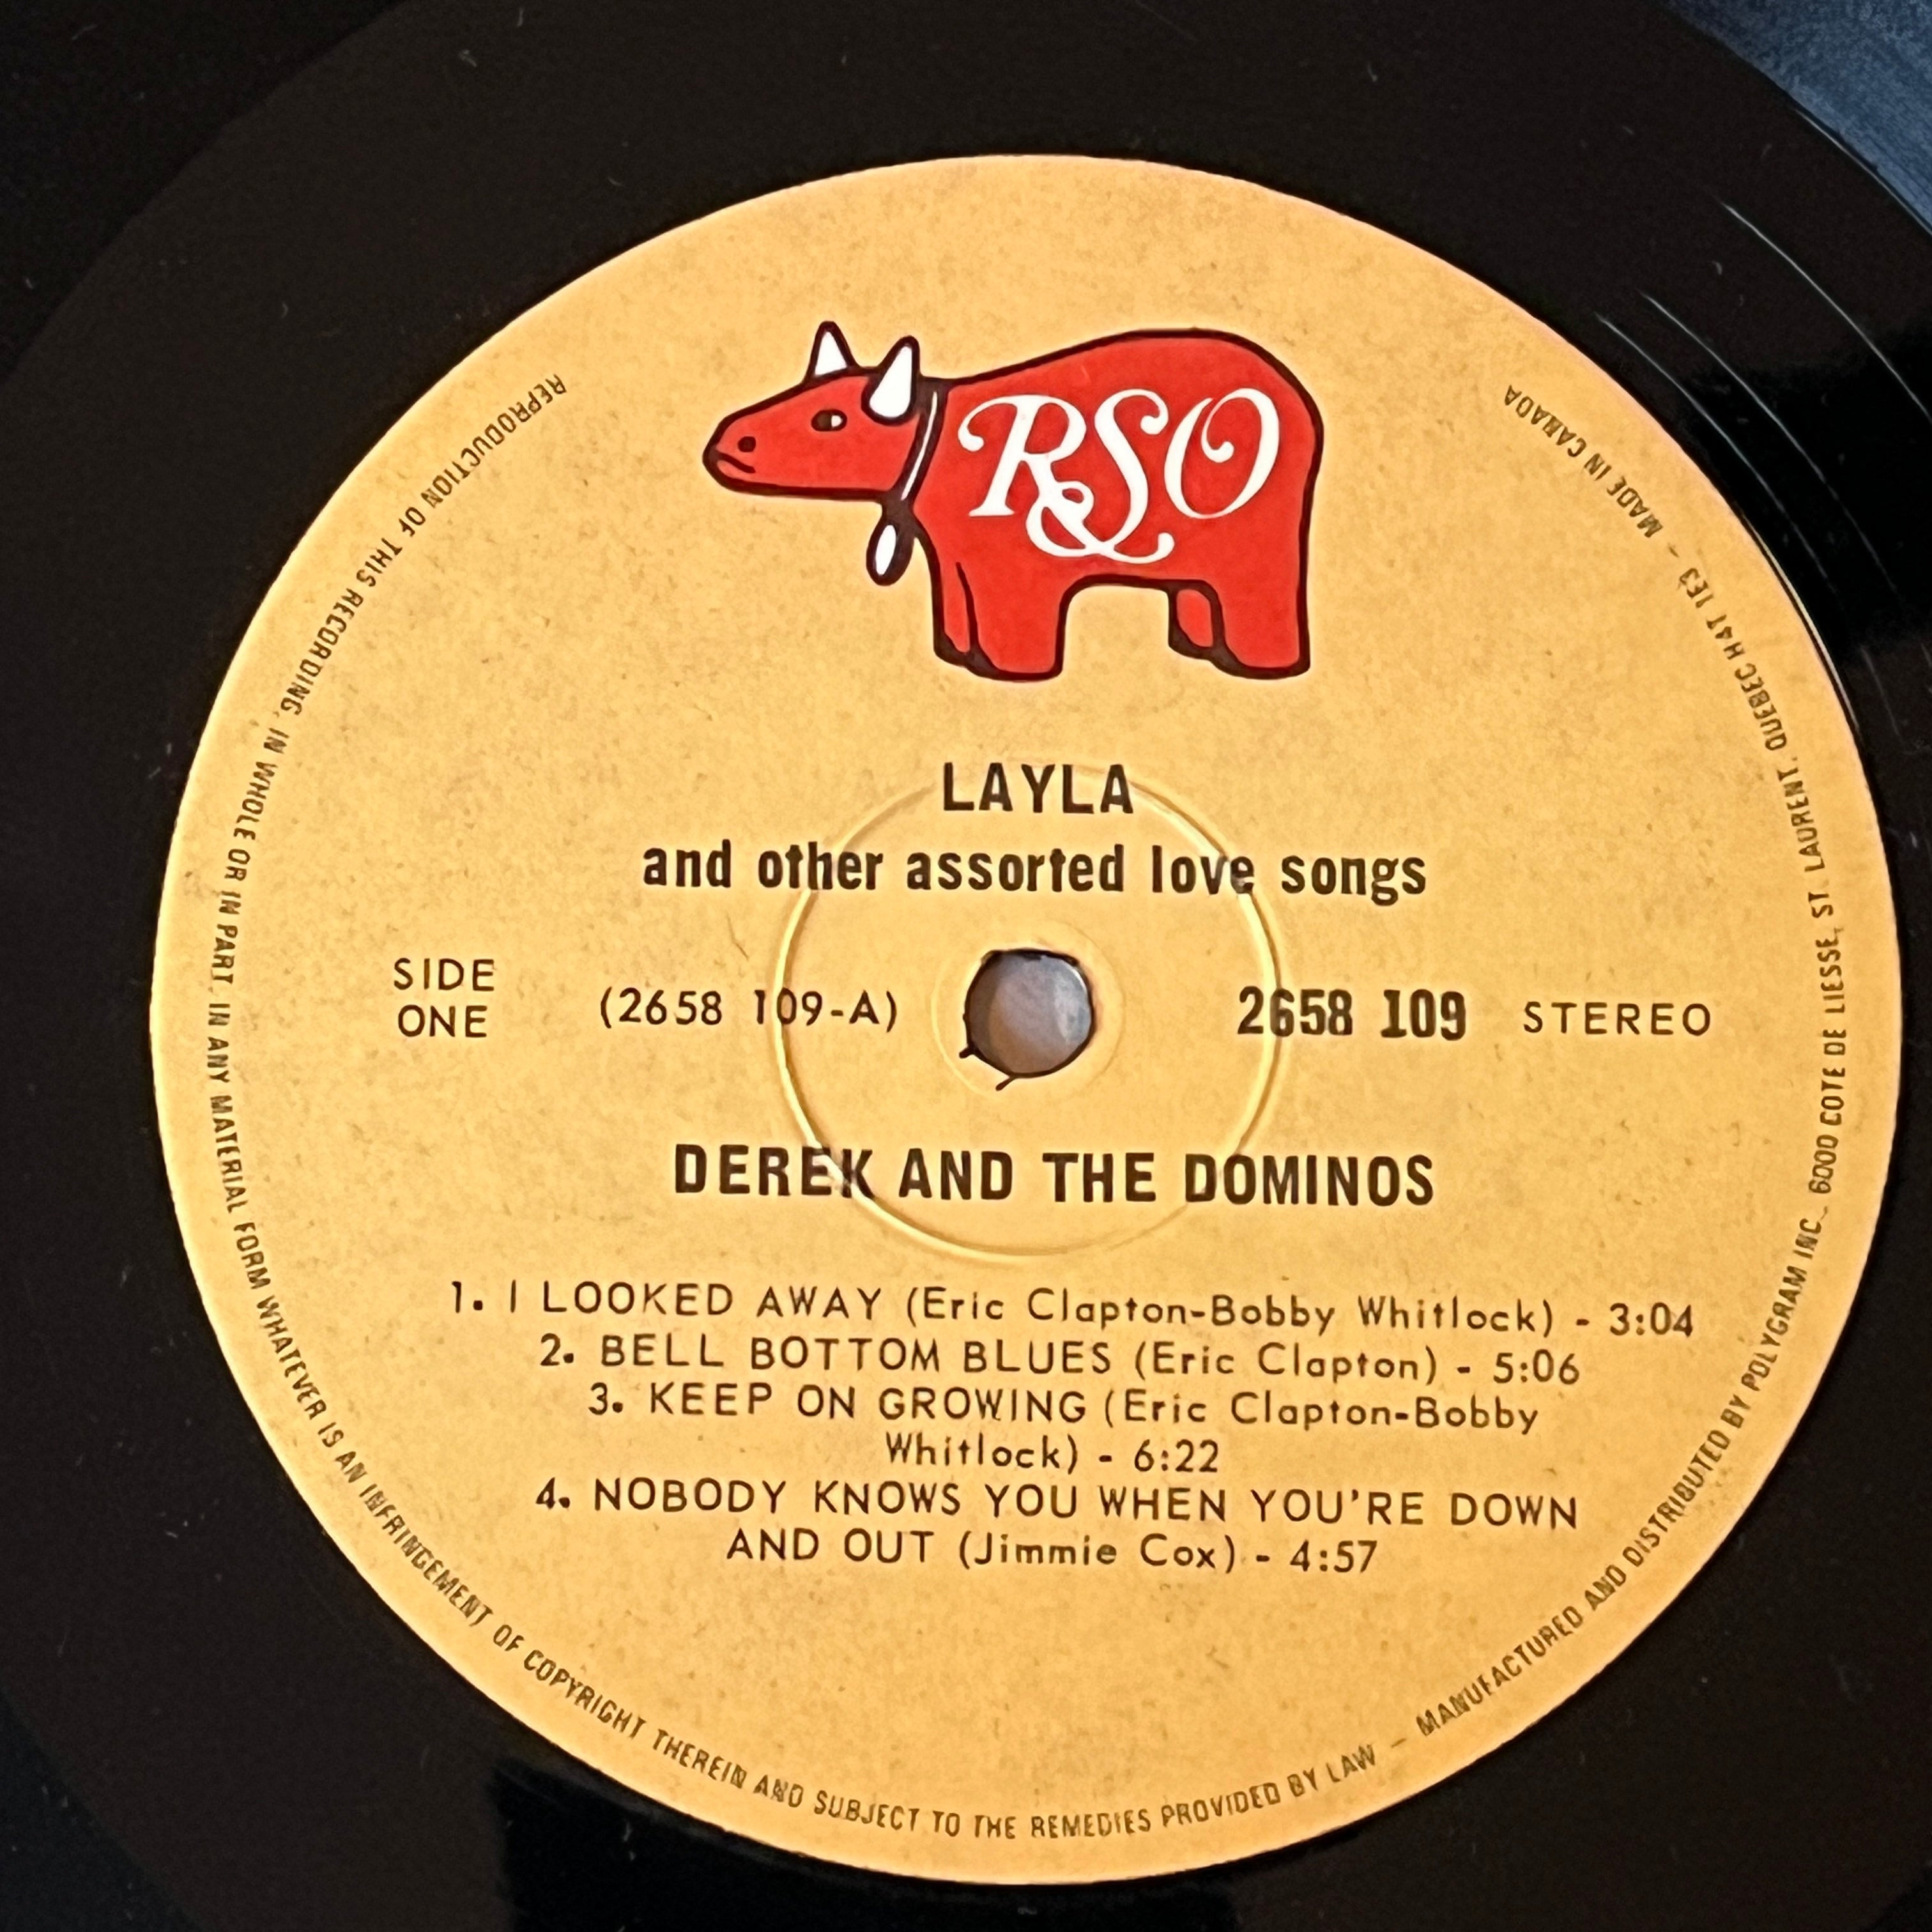 RSO
LAYLA
and other assorted love songs
SIDE
ONE
(2658 109-A)
2658 109
STEREO
DEREK AND THE DOMINOS
1. I LOOKED AWAY (Eric Clapton-Bobby Whitlock) - 3:04
2. BELL BOTTOM BLUES (Eric Clapton) - 5:06
3. KEEP ON GROWING (Eric Clapton-Bobby
Whitlock) - 6:22
4. NOBODY KNOWS YOU WHEN YOU'RE DOWN
AND OUT (Jimmie Cox) - 4:57
REPRODUCTION OF THIS RECORDING, IN WHOLE OR IN PART, IN ANY MATERIAL FORM WHATEVER IS AN INFRINGEMENT OF COPYRIGHT THEREIN AND SUBJECT TO THE REMEDIES PROVIDED BY LAW - MANUFACTURED AND DISTRIBUTED BY POLYGRAM INC., 6000 COTE DE LIESSE, ST. LAURENT, QUEBEC H4T 1E3 - MADE IN CANADA